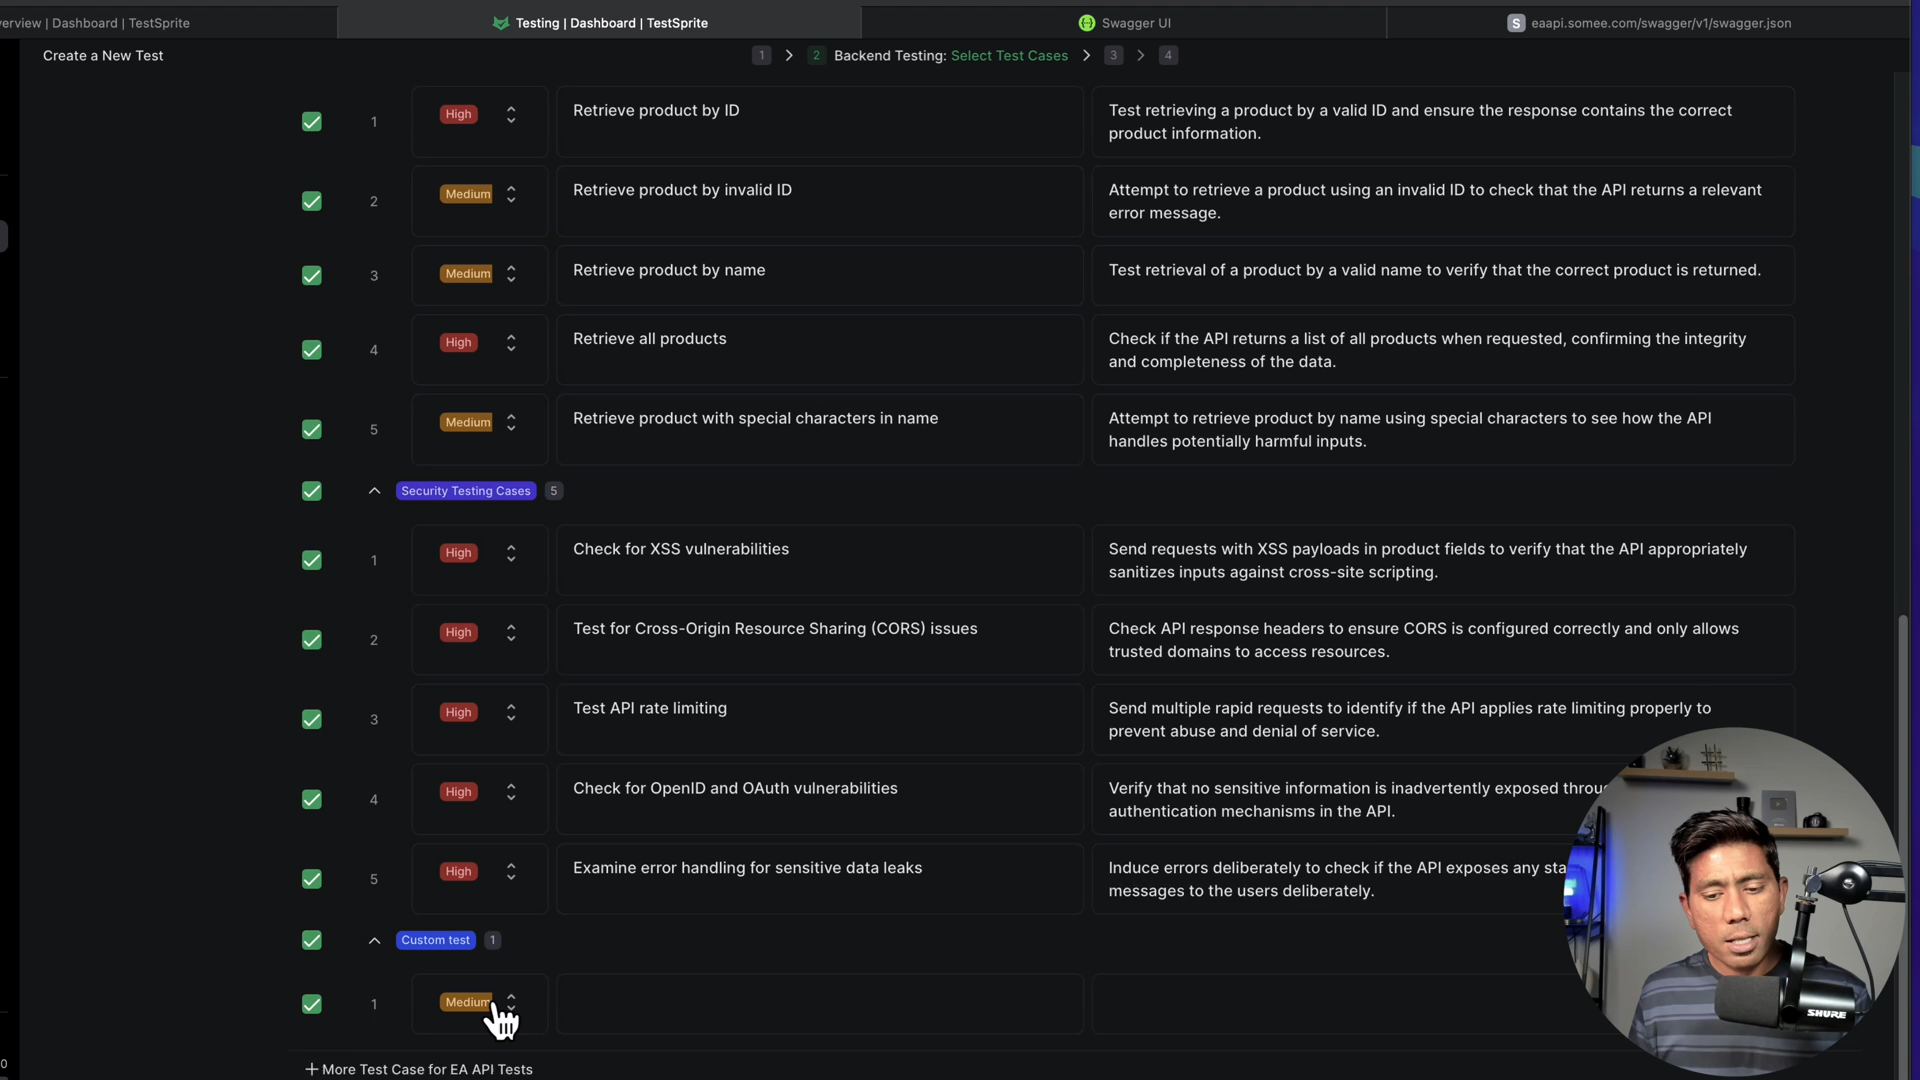 erview | Dashboard | TestSprite
Testing | Dashboard | TestSprite
Swagger UI
S eaapi.somee.com/swagger/v1/swagger.json
Create a New Test
1 2 Backend Testing: Select Test Cases 3 4
1 High Retrieve product by ID
Test retrieving a product by a valid ID and ensure the response contains the correct
product information.
2 Medium Retrieve product by invalid ID
Attempt to retrieve a product using an invalid ID to check that the API returns a relevant
error message.
3 Medium Retrieve product by name
Test retrieval of a product by a valid name to verify that the correct product is returned.
4 High Retrieve all products
Check if the API returns a list of all products when requested, confirming the integrity
and completeness of the data.
5 Medium Retrieve product with special characters in name
Attempt to retrieve product by name using special characters to see how the API
handles potentially harmful inputs.
Security Testing Cases 5
1 High Check for XSS vulnerabilities
Send requests with XSS payloads in product fields to verify that the API appropriately
sanitizes inputs against cross-site scripting.
2 High Test for Cross-Origin Resource Sharing (CORS) issues
Check API response headers to ensure CORS is configured correctly and only allows
trusted domains to access resources.
3 High Test API rate limiting
Send multiple rapid requests to identify if the API applies rate limiting properly to
prevent abuse and denial of service.
4 High Check for OpenID and OAuth vulnerabilities
Verify that no sensitive information is inadvertently exposed throu
authentication mechanisms in the API.
5 High Examine error handling for sensitive data leaks
Induce errors deliberately to check if the API exposes any sta
messages to the users deliberately.
Custom test 1
1 Medium
0
+ More Test Case for EA API Tests
SHURE